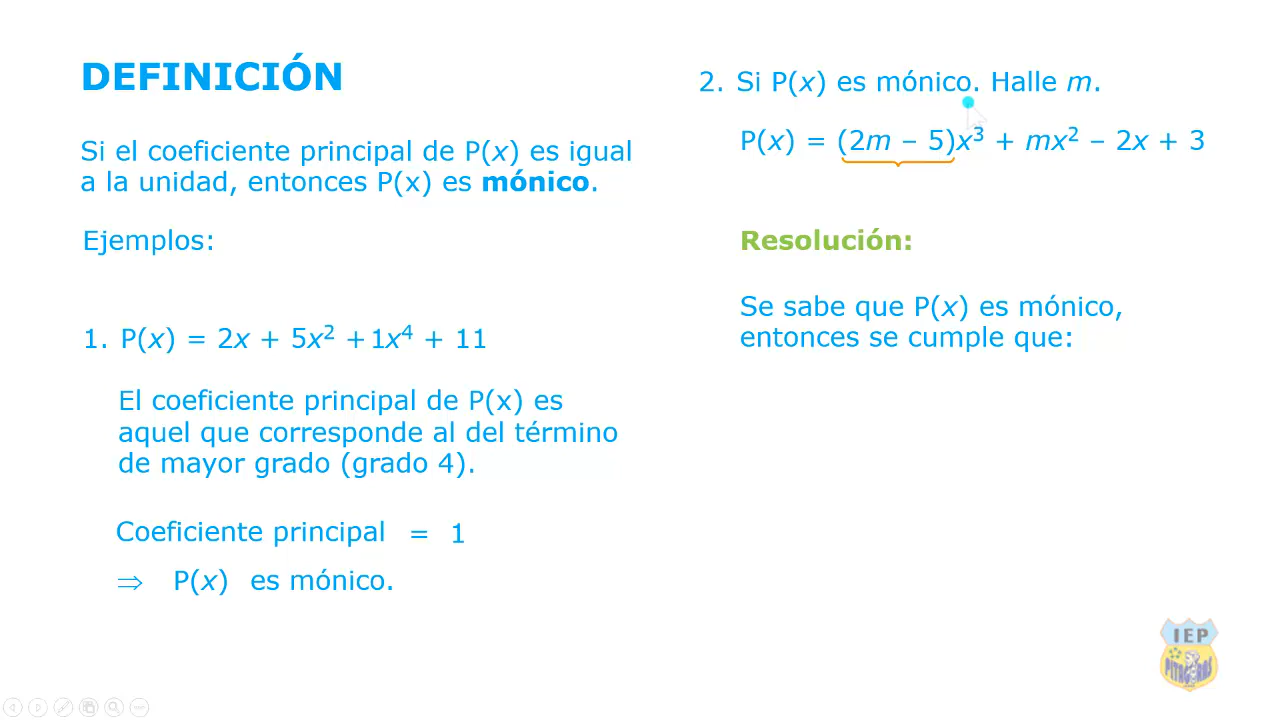 DEFINICIÓN
Si el coeficiente principal de P(x) es igual
a la unidad, entonces P(x) es mónico.
Ejemplos:
1. P(x) = 2x + 5x² + 1x⁴ + 11
El coeficiente principal de P(x) es
aquel que corresponde al del término
de mayor grado (grado 4).
Coeficiente principal = 1
⇒ P(x) es mónico.
2. Si P(x) es mónico. Halle m.
P(x) = (2m – 5)x³ + mx² – 2x + 3
Resolución:
Se sabe que P(x) es mónico,
entonces se cumple que:
IEP
PITAGORAS